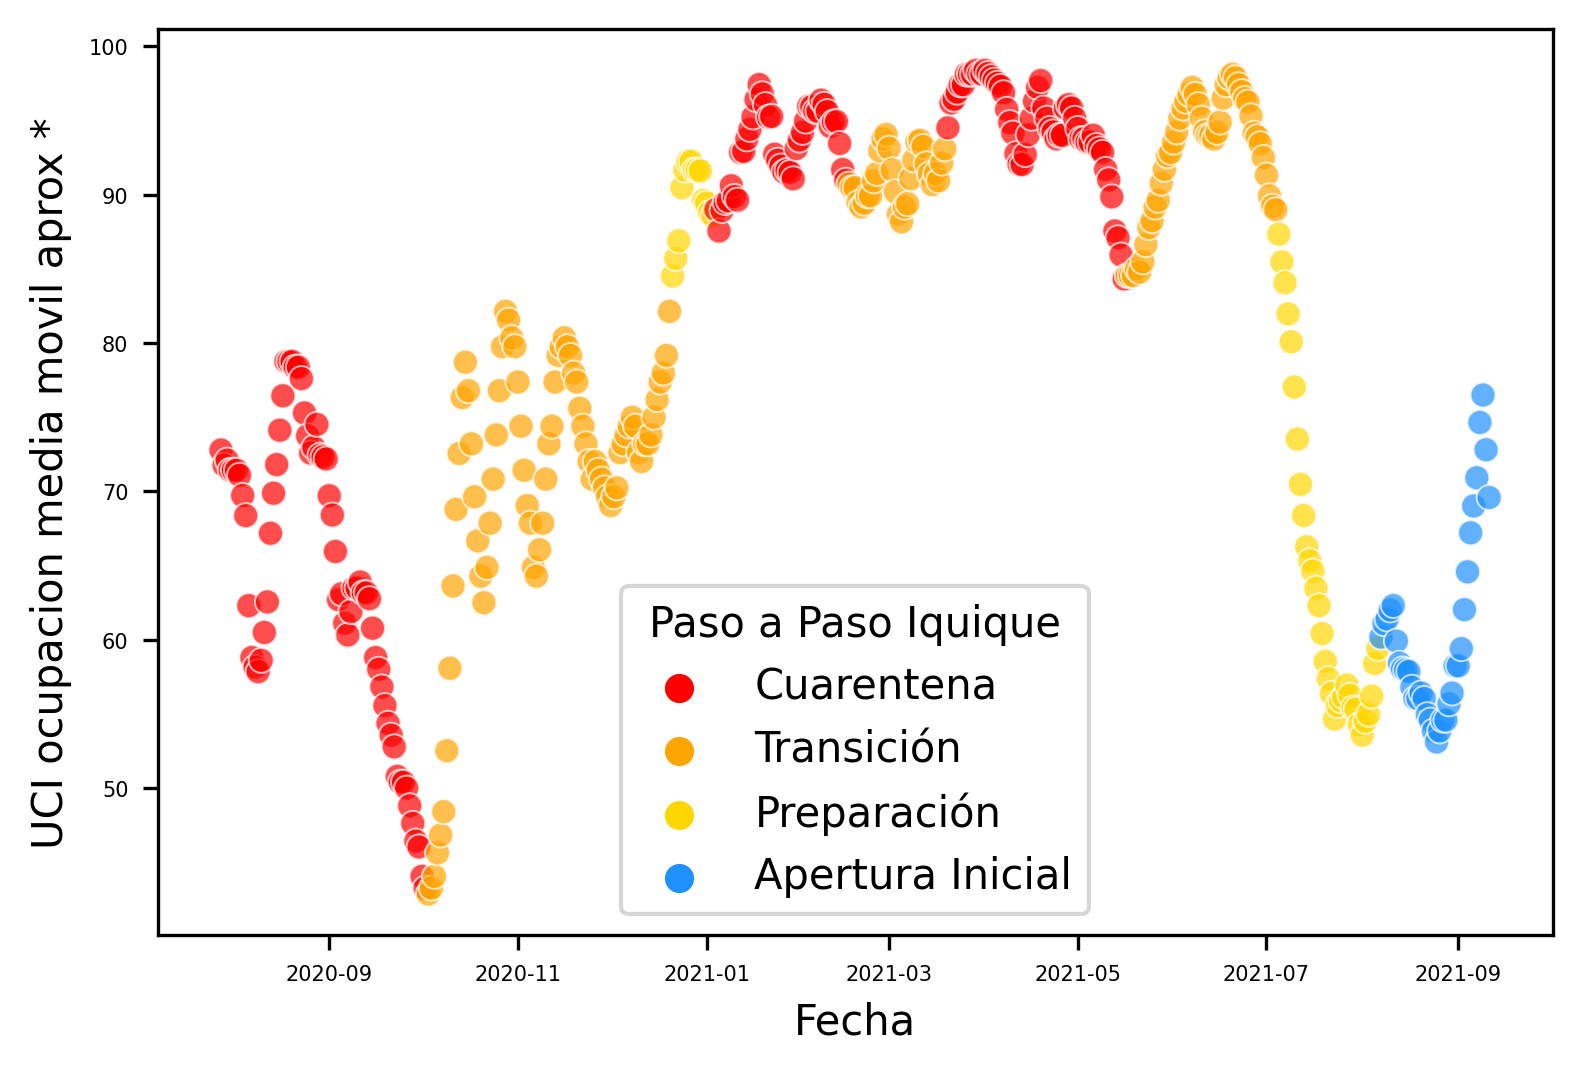 UCI ocupacion media movil aprox *
100
90
80
70
60
50
Paso a Paso Iquique
Cuarentena
Transición
Preparación
Apertura Inicial
2020-09
2020-11
2021-01
2021-03
2021-05
2021-07
2021-09
Fecha